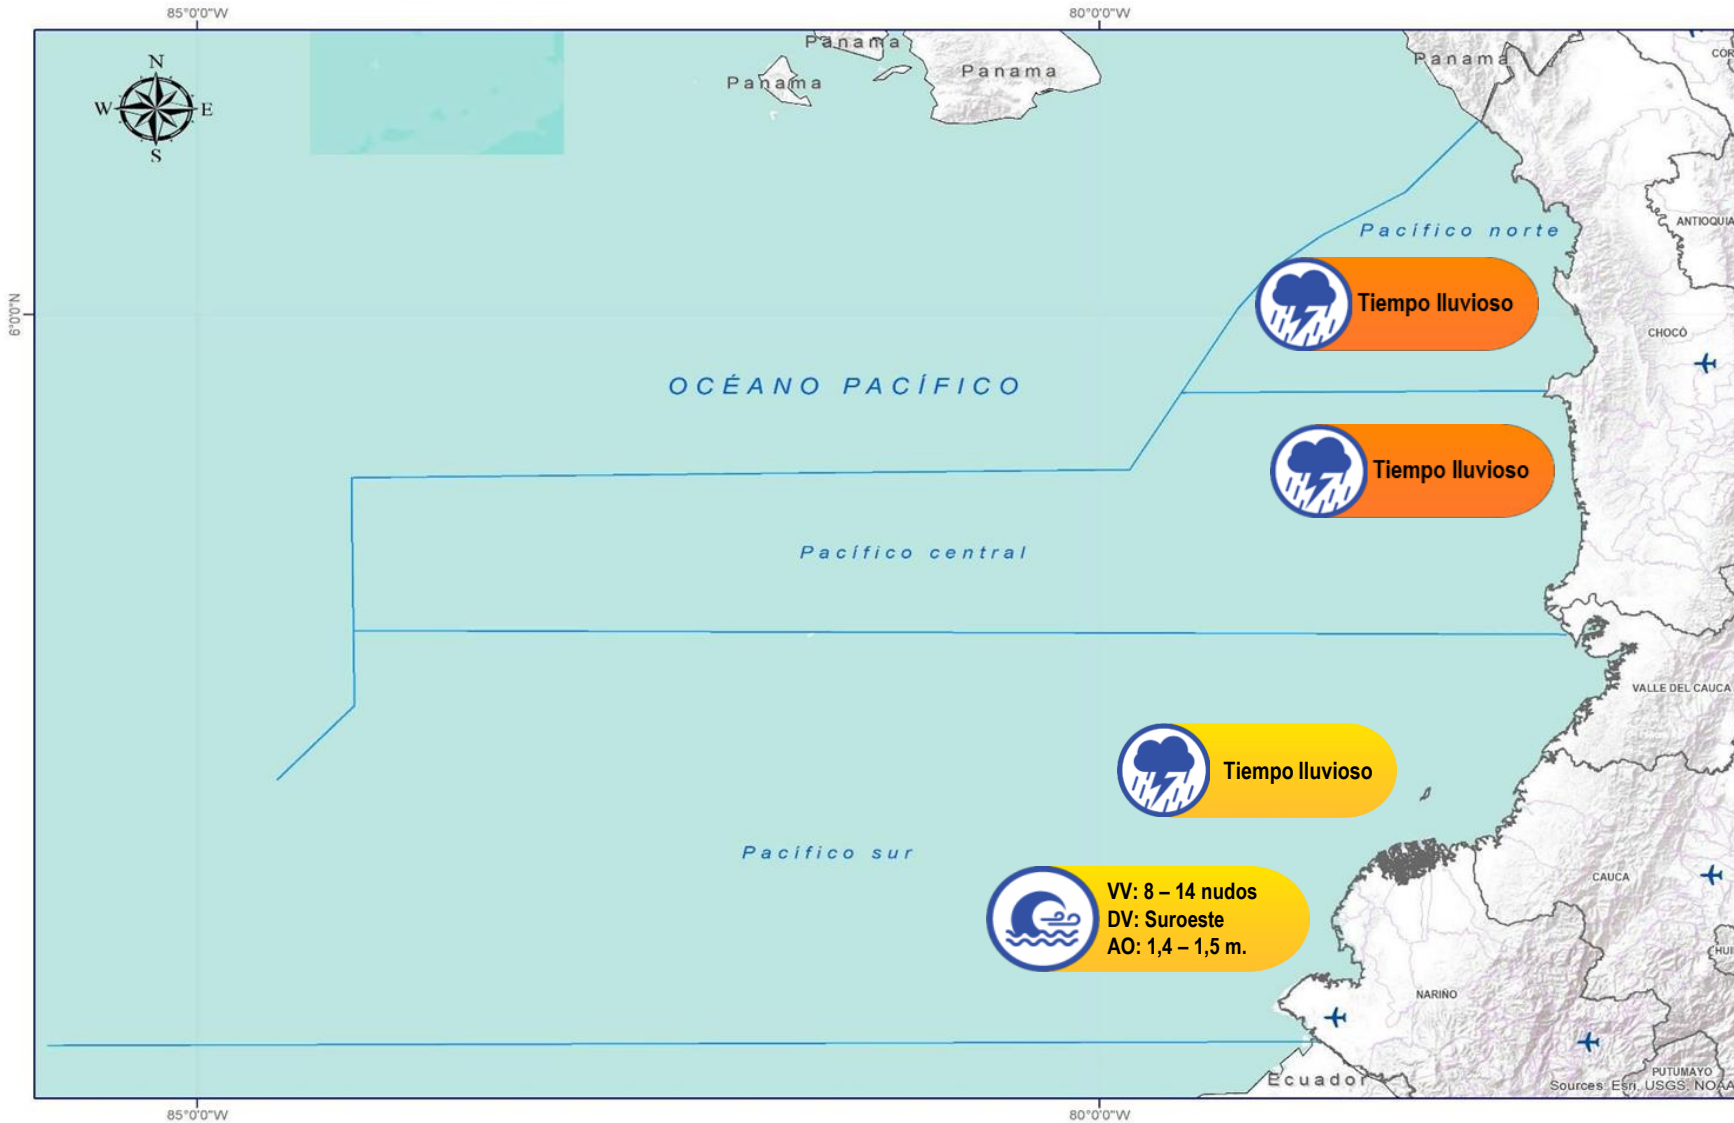 85°0'0"W
80°0'0"W
N
W
E
S
Panama
Panama
Panama
Panama
COR
ANTIOQUIA
Pacífico norte
6°0'0"N
Tiempo lluvioso
CHOCÓ
OCÉANO PACÍFICO
Tiempo lluvioso
Pacífico central
VALLE DEL CAUCA
Tiempo lluvioso
Pacífico sur
CAUCA
VV: 8 – 14 nudos
DV: Suroeste
AO: 1,4 – 1,5 m.
HUI
NARIÑO
PUTUMAYO
Ecuador
Sources: Esri, USGS, NOAA
85°0'0"W
80°0'0"W